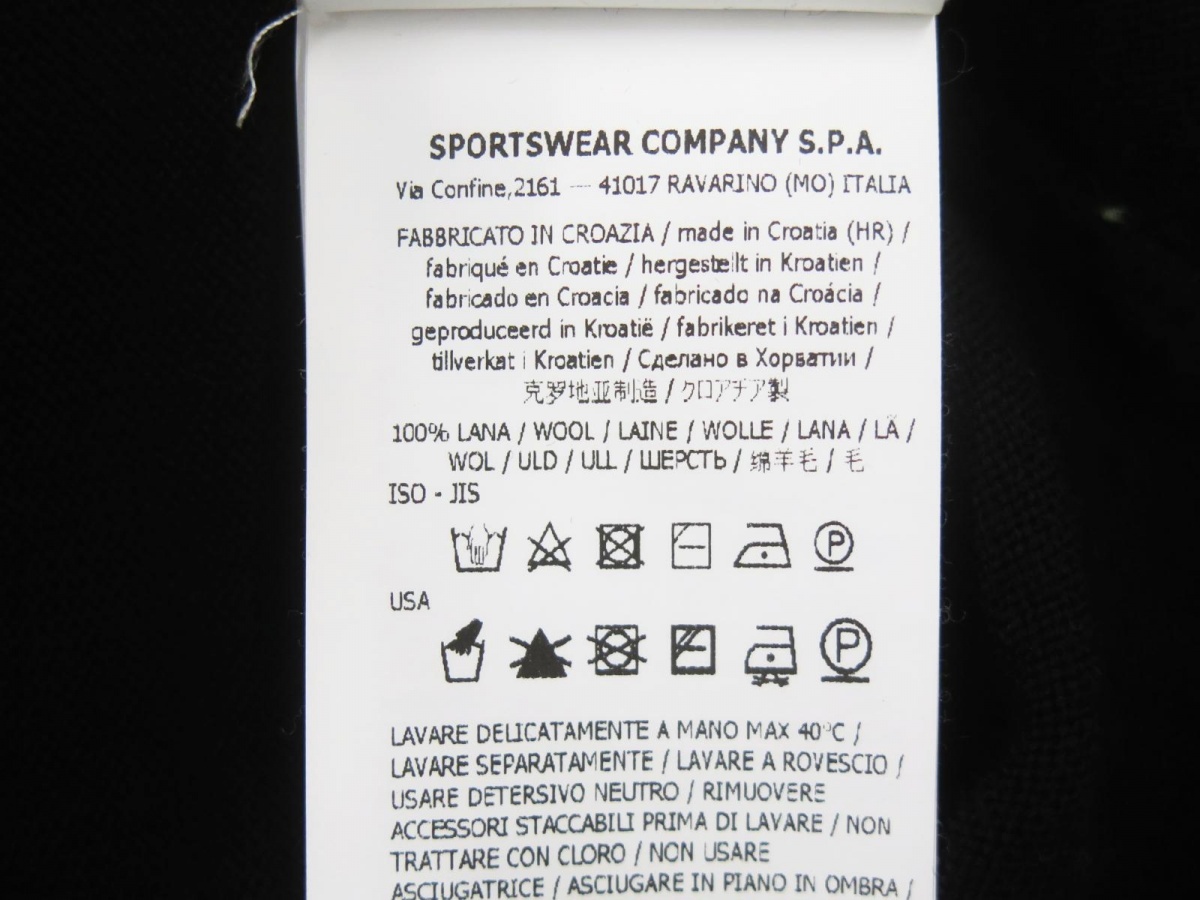 SPORTSWEAR COMPANY S.P.A.
Via Confine,2161 — 41017 RAVARINO (MO) ITALIA
FABBRICATO IN CROAZIA / made in Croatia (HR) /
fabriqué en Croatie / hergestellt in Kroatien /
fabricado en Croacia / fabricado na Croácia /
geproduceerd in Kroatië / fabrikeret i Kroatien /
tillverkat i Kroatien / Сделано в Хорватии /
克罗地亚制造 / クロアチア製
100% LANA / WOOL / LAINE / WOLLE / LANA / LÃ /
WOL / ULD / ULL / ШЕРСТЬ / 绵羊毛 / 毛
ISO - JIS
P
USA
P
LAVARE DELICATAMENTE A MANO MAX 40°C /
LAVARE SEPARATAMENTE / LAVARE A ROVESCIO /
USARE DETERSIVO NEUTRO / RIMUOVERE
ACCESSORI STACCABILI PRIMA DI LAVARE / NON
TRATTARE CON CLORO / NON USARE
ASCIUGATRICE / ASCIUGARE IN PIANO IN OMBRA /